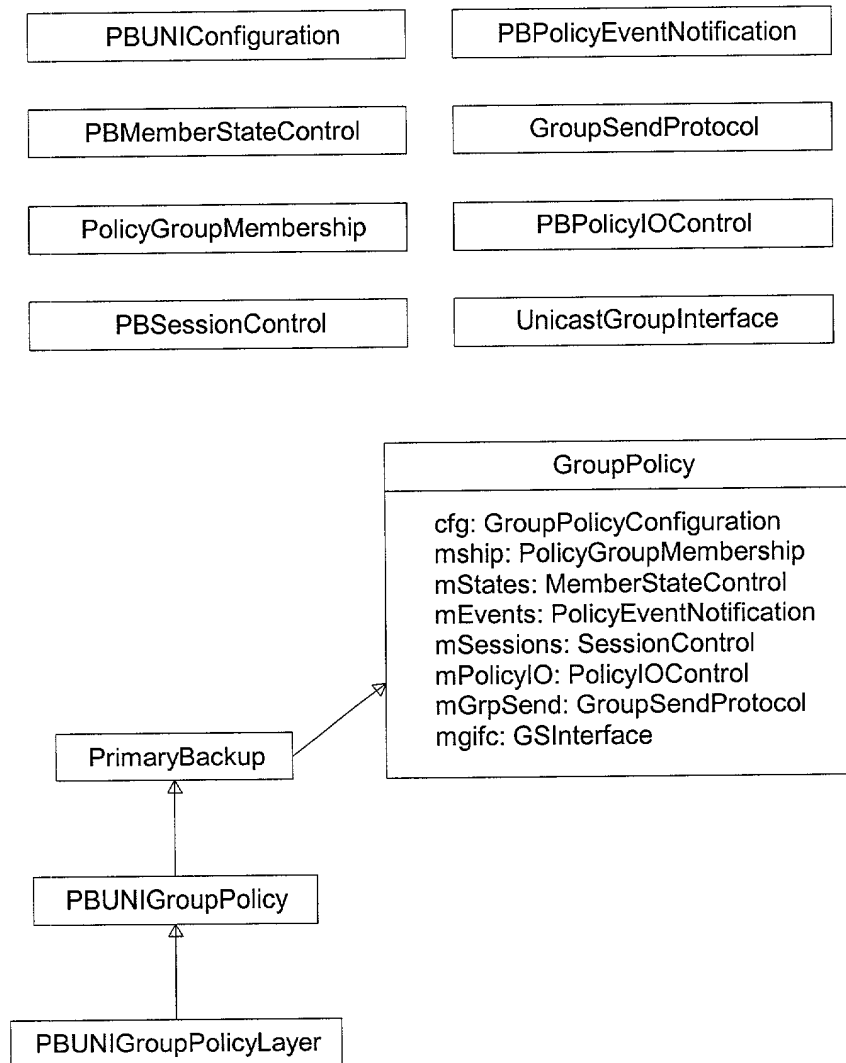 PBUNIConfiguration
PBPolicyEventNotification
PBMemberStateControl
GroupSendProtocol
PolicyGroupMembership
PBPolicyIOControl
PBSessionControl
UnicastGroupInterface
GroupPolicy
cfg: GroupPolicyConfiguration
mship: PolicyGroupMembership
mStates: MemberStateControl
mEvents: PolicyEventNotification
mSessions: SessionControl
mPolicyIO: PolicyIOControl
mGrpSend: GroupSendProtocol
mgifc: GSInterface
PrimaryBackup
PBUNIGroupPolicy
PBUNIGroupPolicyLayer